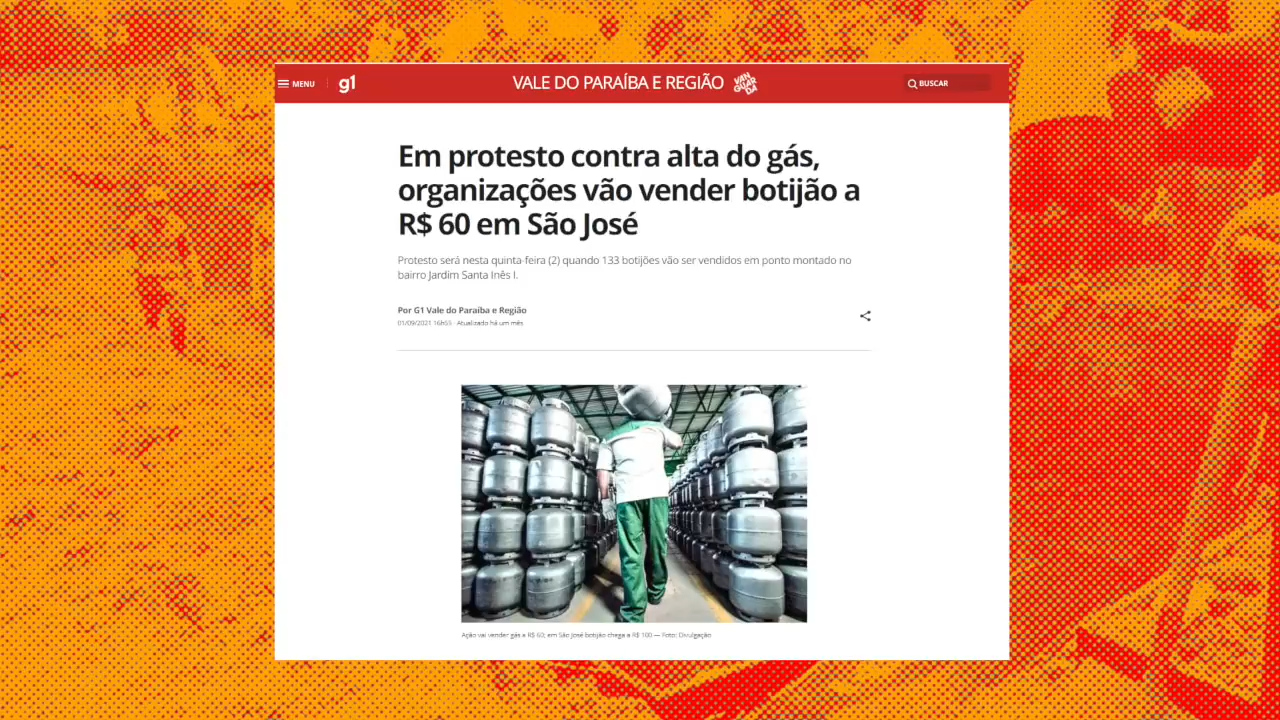 MENU
g1
VALE DO PARAÍBA E REGIÃO
VAN
GUAR
DA
BUSCAR
Em protesto contra alta do gás,
organizações vão vender botijão a
R$ 60 em São José
Protesto será nesta quinta-feira (2) quando 133 botijões vão ser vendidos em ponto montado no
bairro Jardim Santa Inês I.
Por G1 Vale do Paraíba e Região
01/09/2021 16h55 · Atualizado há um mês
Ação vai vender gás a R$ 60; em São José botijão chega a R$ 100 — Foto: Divulgação